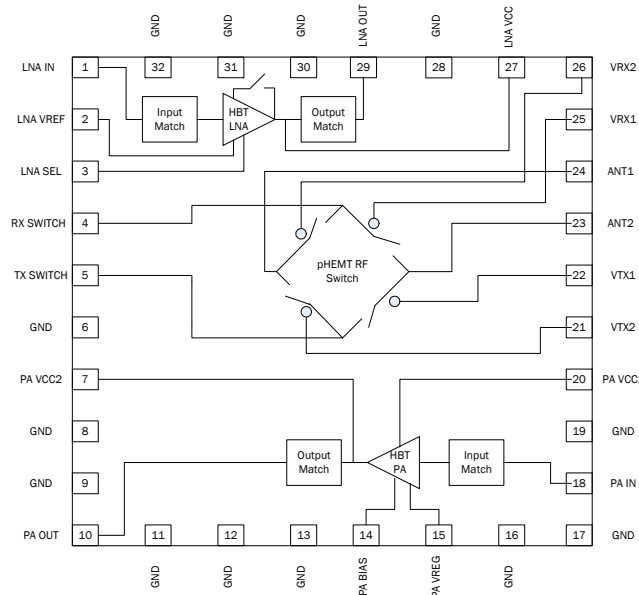 GND
GND
GND
LNA OUT
GND
LNA VCC
LNA IN
1
32
31
30
29
28
27
26
VRX2
LNA VREF
2
Input
Match
HBT
LNA
Output
Match
25
VRX1
LNA SEL
3
24
ANT1
RX SWITCH
4
23
ANT2
pHEMT RF
Switch
TX SWITCH
5
22
VTX1
GND
6
21
VTX2
PA VCC2
7
20
PA VCC
GND
8
19
GND
Output
Match
HBT
PA
Input
Match
GND
9
18
PA IN
PA OUT
10
11
12
13
14
15
16
17
GND
GND
GND
GND
PA BIAS
PA VREG
GND